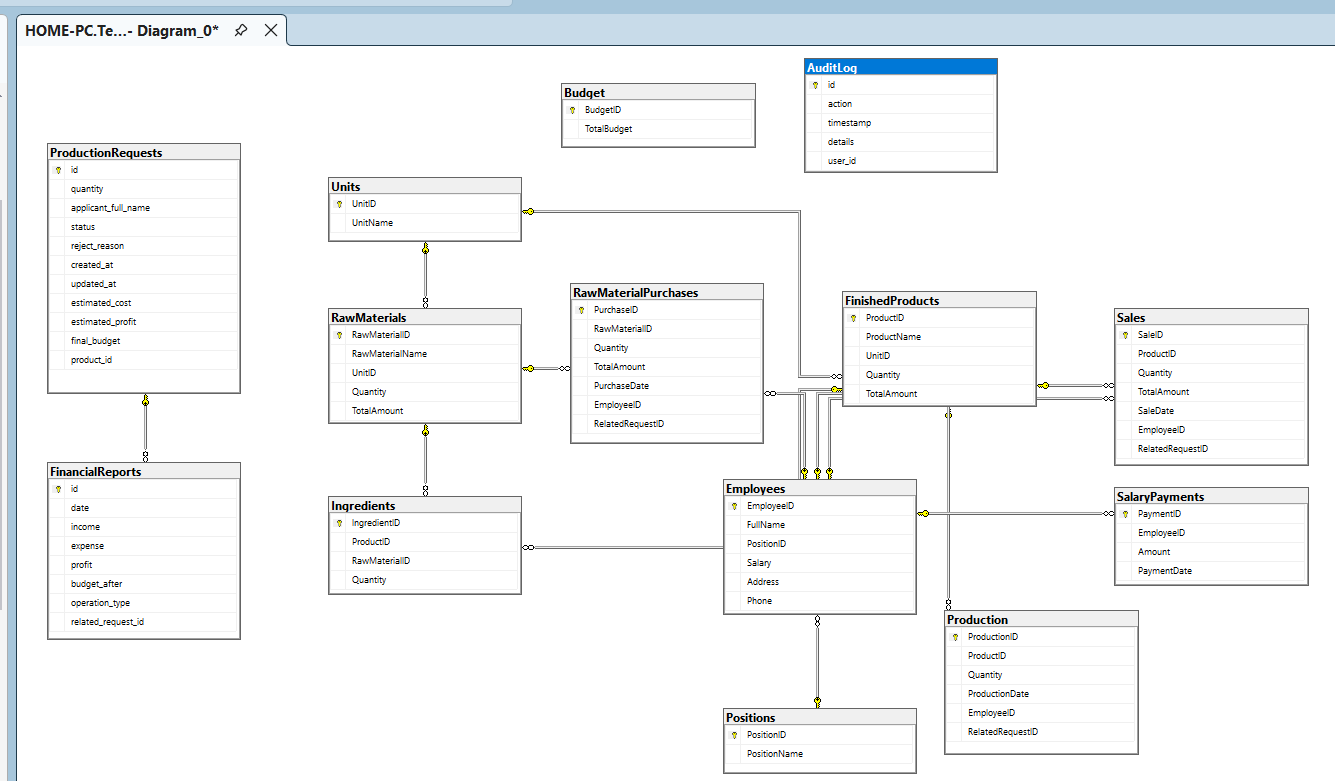 HOME-PC.Te...- Diagram_0*
AuditLog
id
action
timestamp
details
user_id
Budget
BudgetID
TotalBudget
ProductionRequests
id
quantity
applicant_full_name
status
reject_reason
created_at
updated_at
estimated_cost
estimated_profit
final_budget
product_id
Units
UnitID
UnitName
RawMaterialPurchases
PurchaseID
RawMaterialID
Quantity
TotalAmount
PurchaseDate
EmployeeID
RelatedRequestID
FinishedProducts
ProductID
ProductName
UnitID
Quantity
TotalAmount
RawMaterials
RawMaterialID
RawMaterialName
UnitID
Quantity
TotalAmount
Sales
SaleID
ProductID
Quantity
TotalAmount
SaleDate
EmployeeID
RelatedRequestID
FinancialReports
id
date
income
expense
profit
budget_after
operation_type
related_request_id
Ingredients
IngredientID
ProductID
RawMaterialID
Quantity
Employees
EmployeeID
FullName
PositionID
Salary
Address
Phone
SalaryPayments
PaymentID
EmployeeID
Amount
PaymentDate
Production
ProductionID
ProductID
Quantity
ProductionDate
EmployeeID
RelatedRequestID
Positions
PositionID
PositionName